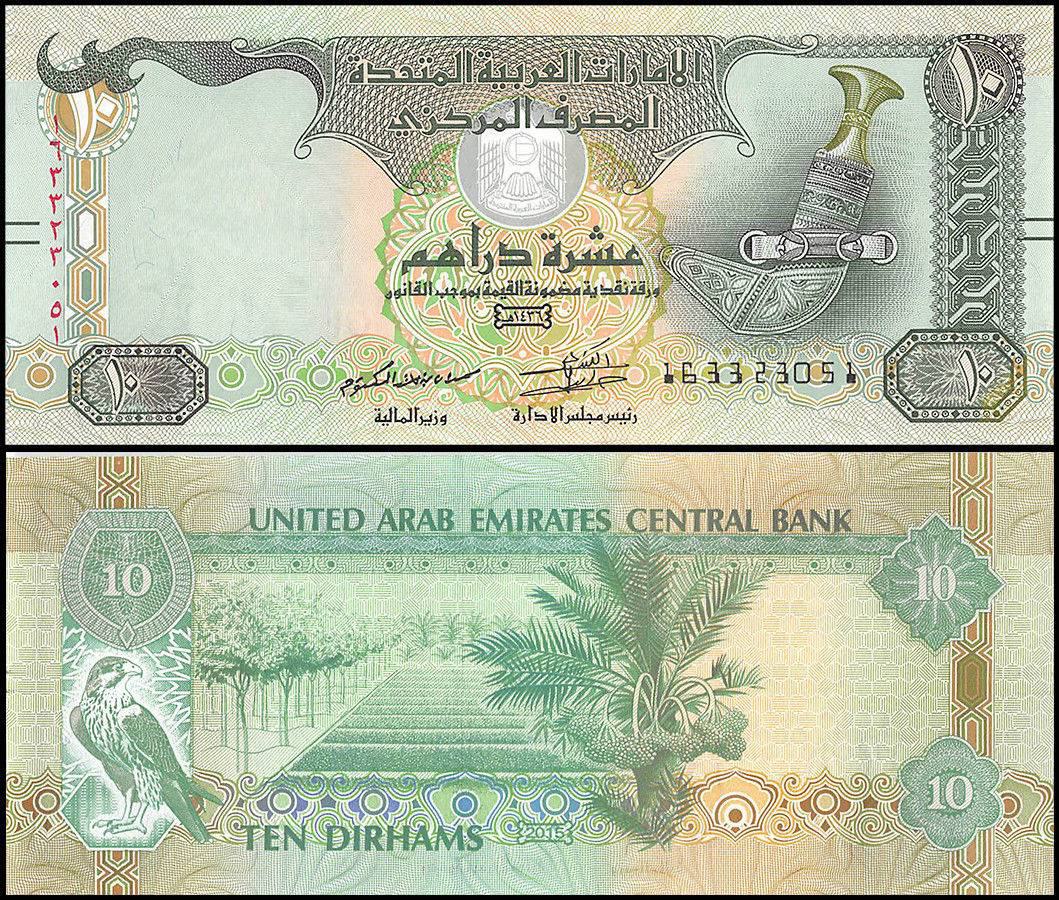 الإمارات العربية المتحدة
المصرف المركزي
١٠
١٠
عشرة دراهم
ورقة نقدية مضمونة القيمة بموجب القانون
١٤٣٦هـ
163323051
١٠
١٠
وزير المالية
رئيس مجلس الادارة
UNITED ARAB EMIRATES CENTRAL BANK
10
10
10
TEN DIRHAMS
2015